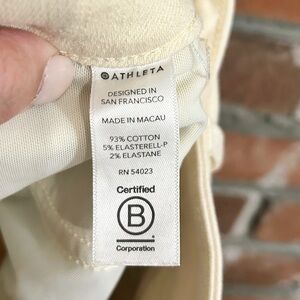 ATHLETA
DESIGNED IN
SAN FRANCISCO
MADE IN MACAU
93% COTTON
5% ELASTERELL-P
2% ELASTANE
RN 54023
Certified
B
Corporation